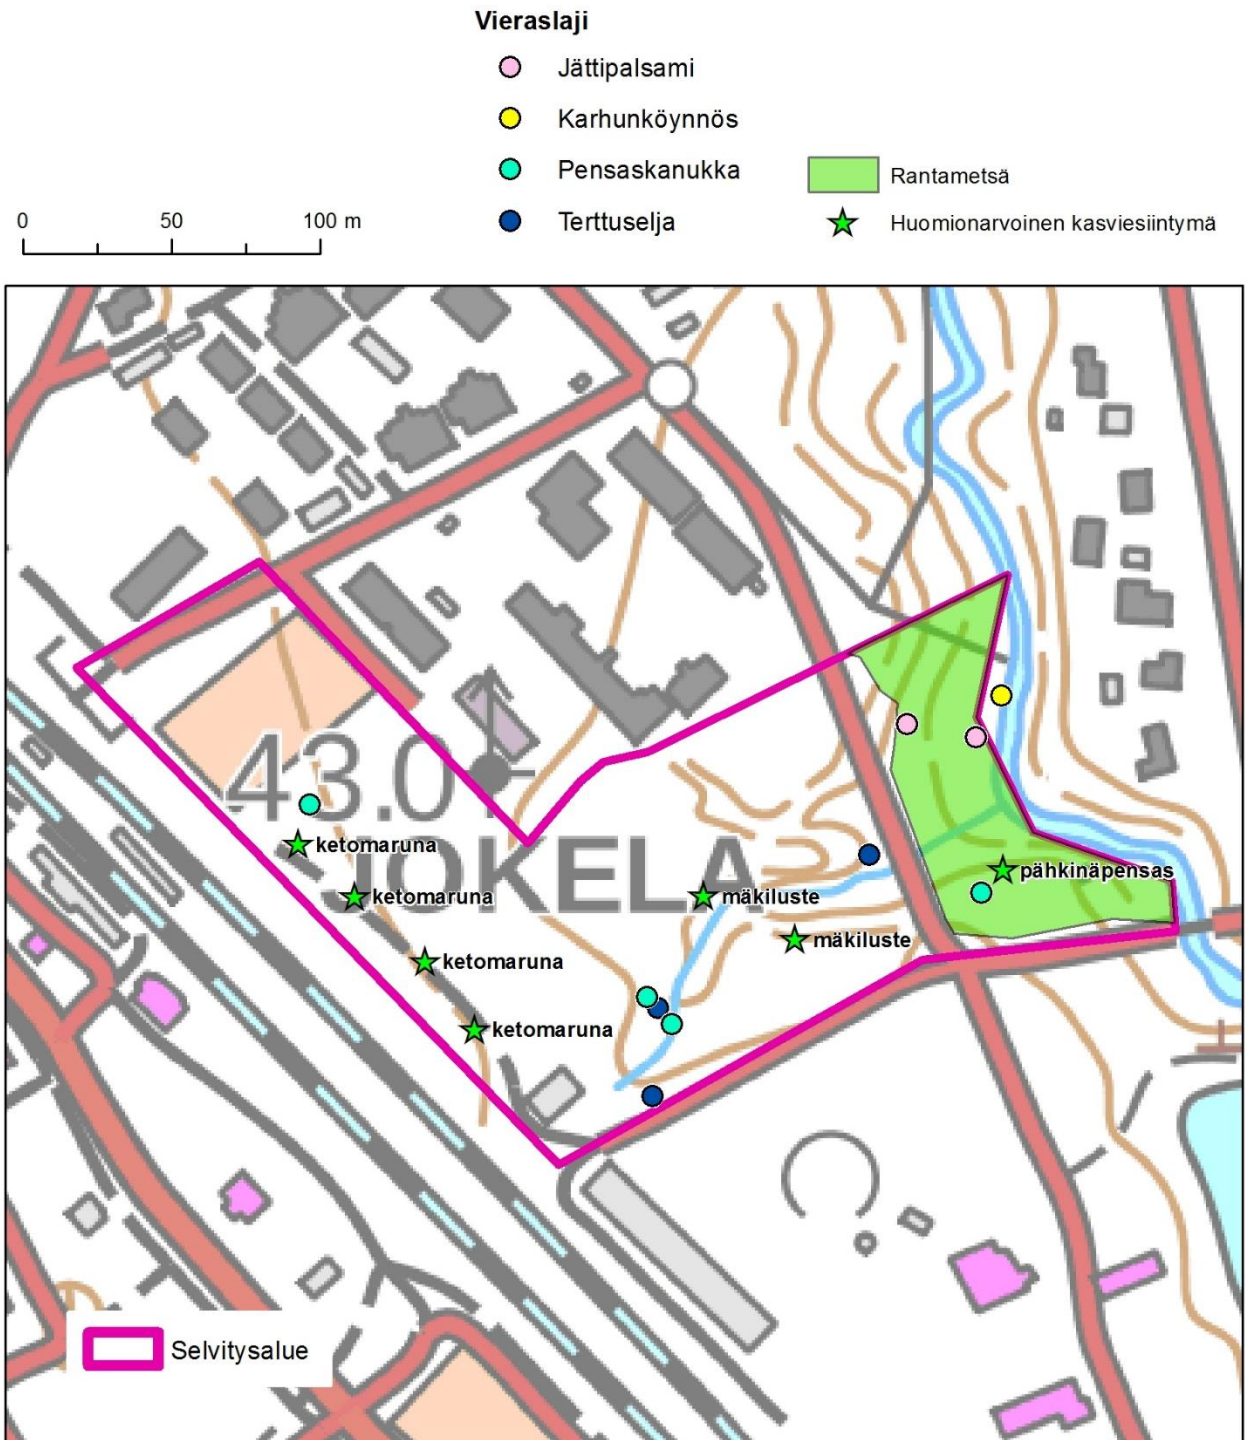 Vieraslaji
Jättipalsami
Karhunköynnös
Pensaskanukka
Rantametsä
0 50 100 m
Terttuselja
Huomionarvoinen kasviesiintymä
43.0
ketomaruna
JOKELA
pähkinäpensas
ketomaruna
mäkiluste
mäkiluste
ketomaruna
ketomaruna
Selvitysalue